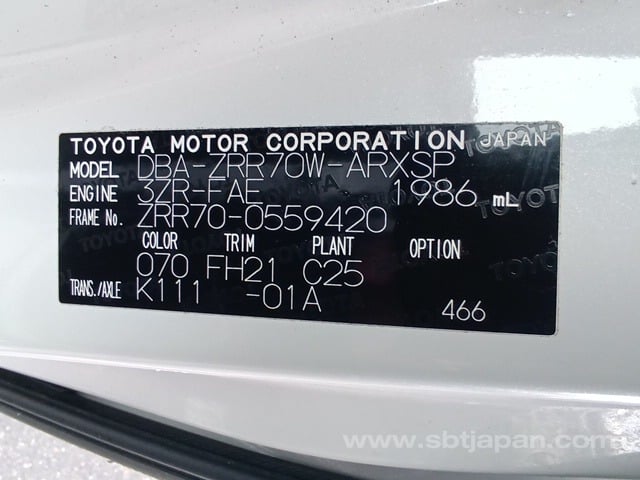 TOYOTA MOTOR CORPORATION JAPAN
MODEL DBA-ZRR70W-ARXSP
ENGINE 3ZR-FAE 1986 mL
FRAME No. ZRR70-0559420
COLOR TRIM PLANT OPTION
070 FH21 C25
TRANS./AXLE K111 -01A
466
www.sbtjapan.com